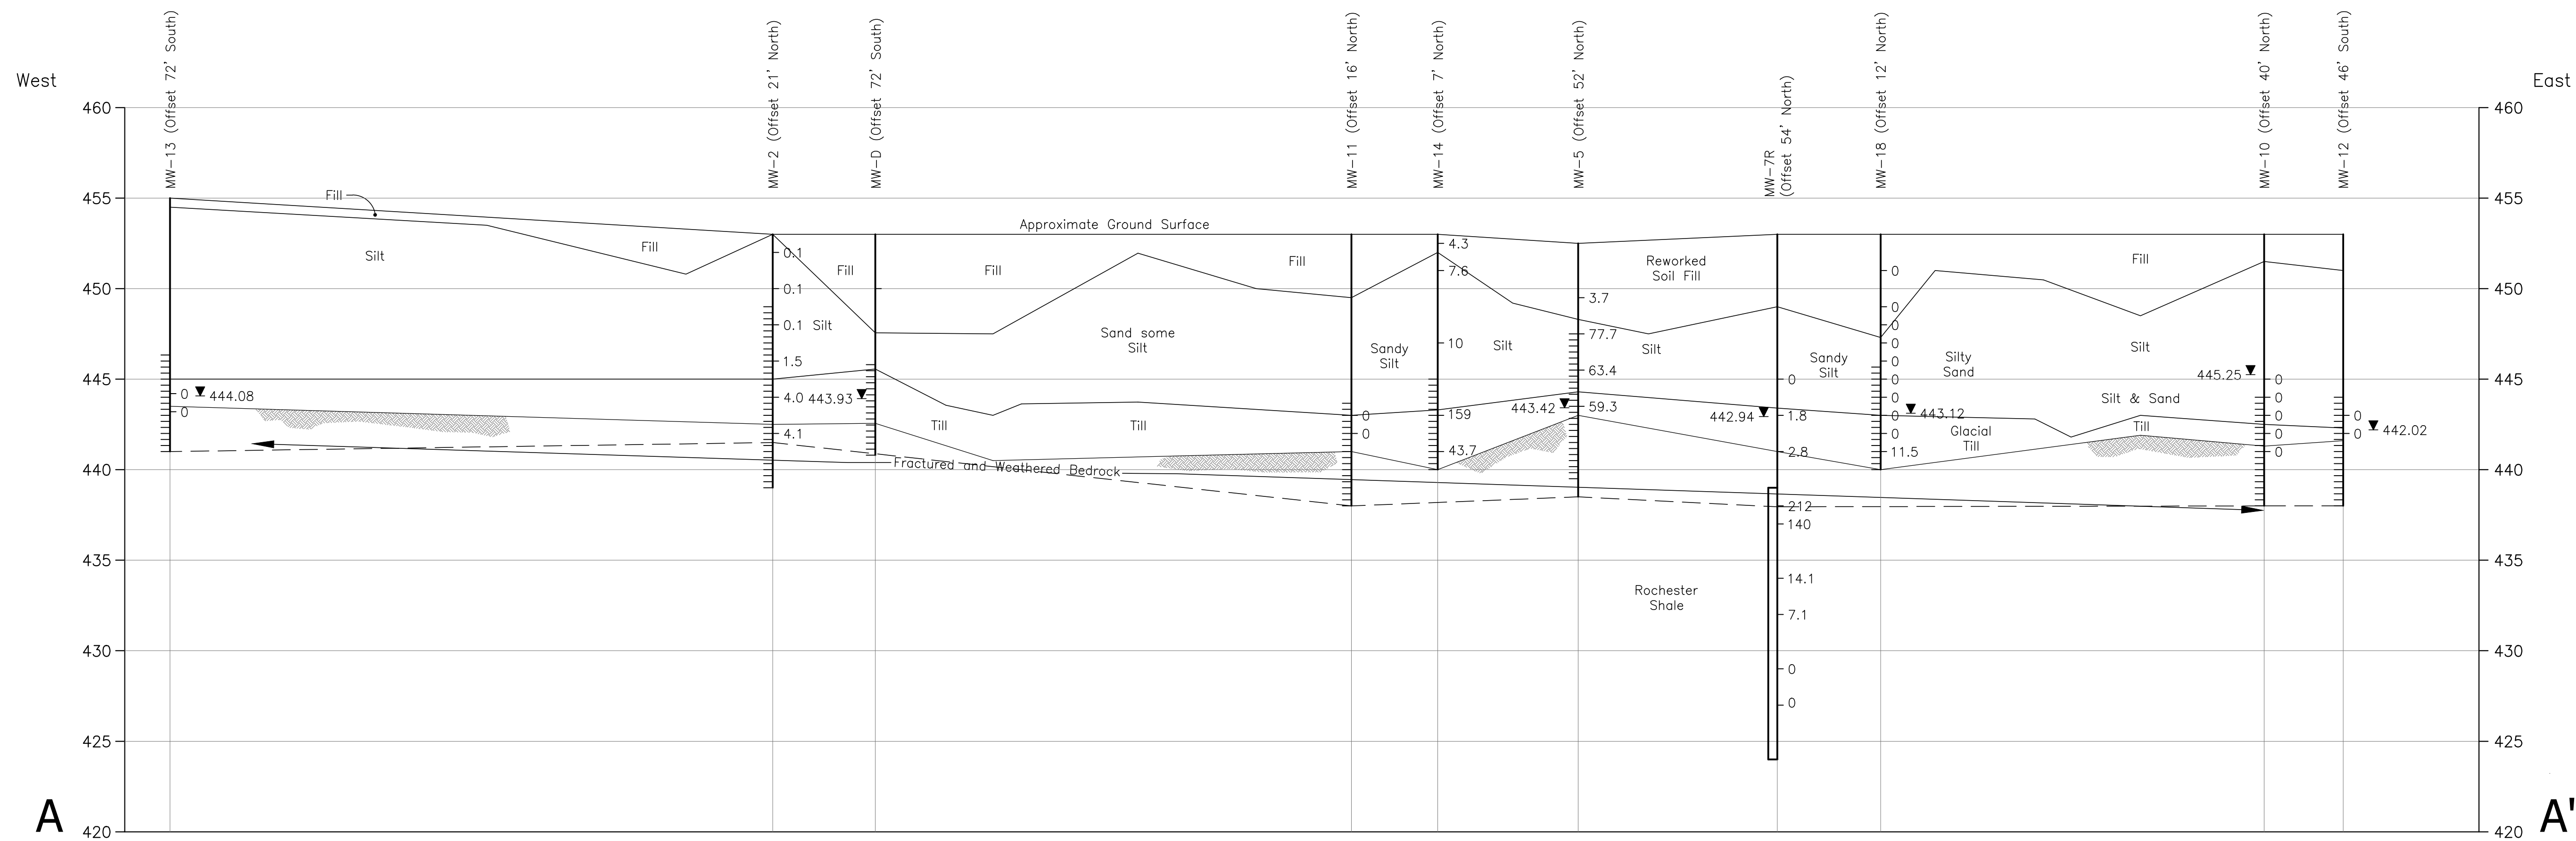 MW-13 (Offset 72' South)
MW-2 (Offset 21' North)
MW-D (Offset 72' South)
MW-11 (Offset 16' North)
MW-14 (Offset 7' North)
MW-5 (Offset 52' North)
MW-7R
(Offset 54' North)
MW-18 (Offset 12' North)
MW-10 (Offset 40' North)
MW-12 (Offset 46' South)
West
East
460
460
455
455
450
450
445
445
440
440
435
435
430
430
425
425
420
420
A
A'
Approximate Ground Surface
Fill
Fill
Silt
0
444.08
0
0.1
0.1
0.1
1.5
4.0
4.1
Silt
Fill
443.93
Fill
Till
Fractured and Weathered Bedrock
Sand some
Silt
Till
Fill
0
0
Sandy
Silt
4.3
7.6
10
159
43.7
Silt
443.42
3.7
77.7
63.4
59.3
Reworked
Soil Fill
Silt
442.94
Rochester
Shale
0
1.8
2.8
212
140
14.1
7.1
0
0
Sandy
Silt
0
0
0
0
0
0
0
0
0
11.5
443.12
Silty
Sand
Glacial
Till
Fill
Silt
Silt & Sand
Till
445.25
0
0
0
0
0
0
0
442.02